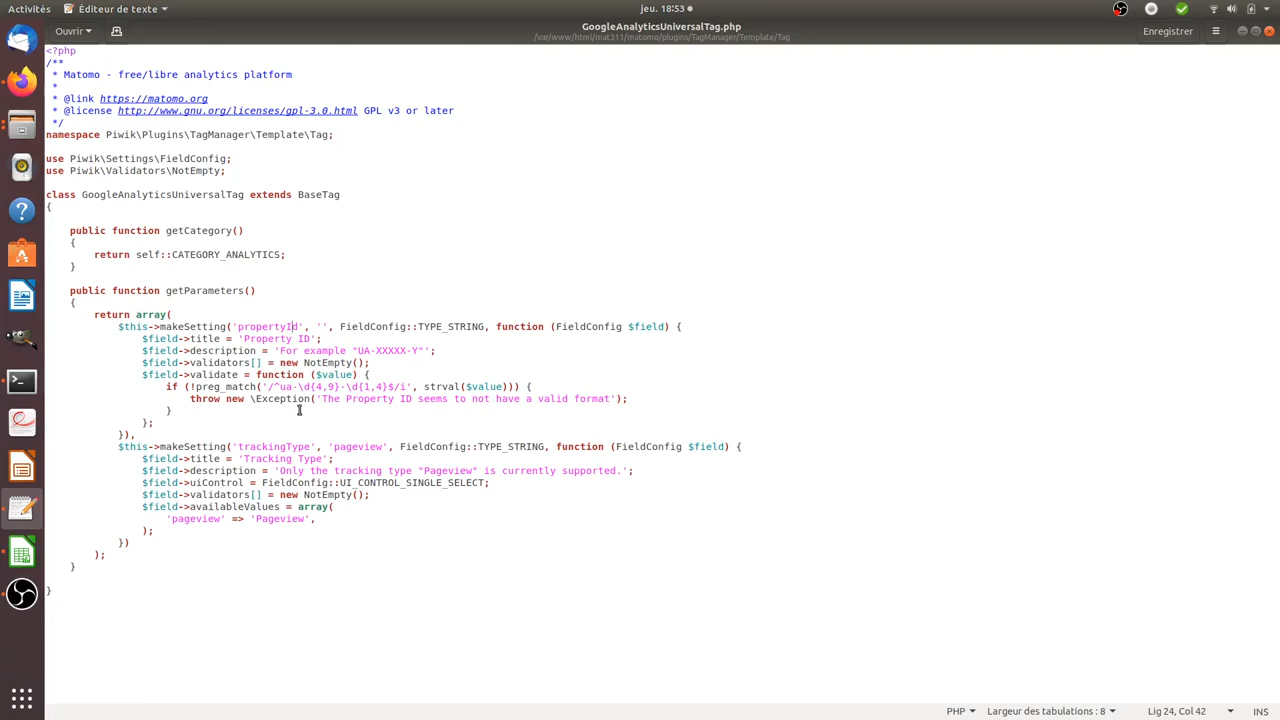 Activités
Éditeur de texte
jeu. 18:53
Ouvrir
GoogleAnalyticsUniversalTag.php
/var/www/html/mat311/matomo/plugins/TagManager/Template/Tag
Enregistrer
<?php
/**
 * Matomo - free/libre analytics platform
 *
 * @link https://matomo.org
 * @license http://www.gnu.org/licenses/gpl-3.0.html GPL v3 or later
 */
namespace Piwik\Plugins\TagManager\Template\Tag;
use Piwik\Settings\FieldConfig;
use Piwik\Validators\NotEmpty;
class GoogleAnalyticsUniversalTag extends BaseTag
{
    public function getCategory()
    {
        return self::CATEGORY_ANALYTICS;
    }
    public function getParameters()
    {
        return array(
            $this->makeSetting('propertyId', '', FieldConfig::TYPE_STRING, function (FieldConfig $field) {
                $field->title = 'Property ID';
                $field->description = 'For example "UA-XXXXX-Y"';
                $field->validators[] = new NotEmpty();
                $field->validate = function ($value) {
                    if (!preg_match('/^ua-\d{4,9}-\d{1,4}$/i', strval($value))) {
                        throw new \Exception('The Property ID seems to not have a valid format');
                    }
                };
            }),
            $this->makeSetting('trackingType', 'pageview', FieldConfig::TYPE_STRING, function (FieldConfig $field) {
                $field->title = 'Tracking Type';
                $field->description = 'Only the tracking type "Pageview" is currently supported.';
                $field->uiControl = FieldConfig::UI_CONTROL_SINGLE_SELECT;
                $field->validators[] = new NotEmpty();
                $field->availableValues = array(
                    'pageview' => 'Pageview',
                );
            })
        );
    }
}
PHP
Largeur des tabulations : 8
Lig 24, Col 42
INS